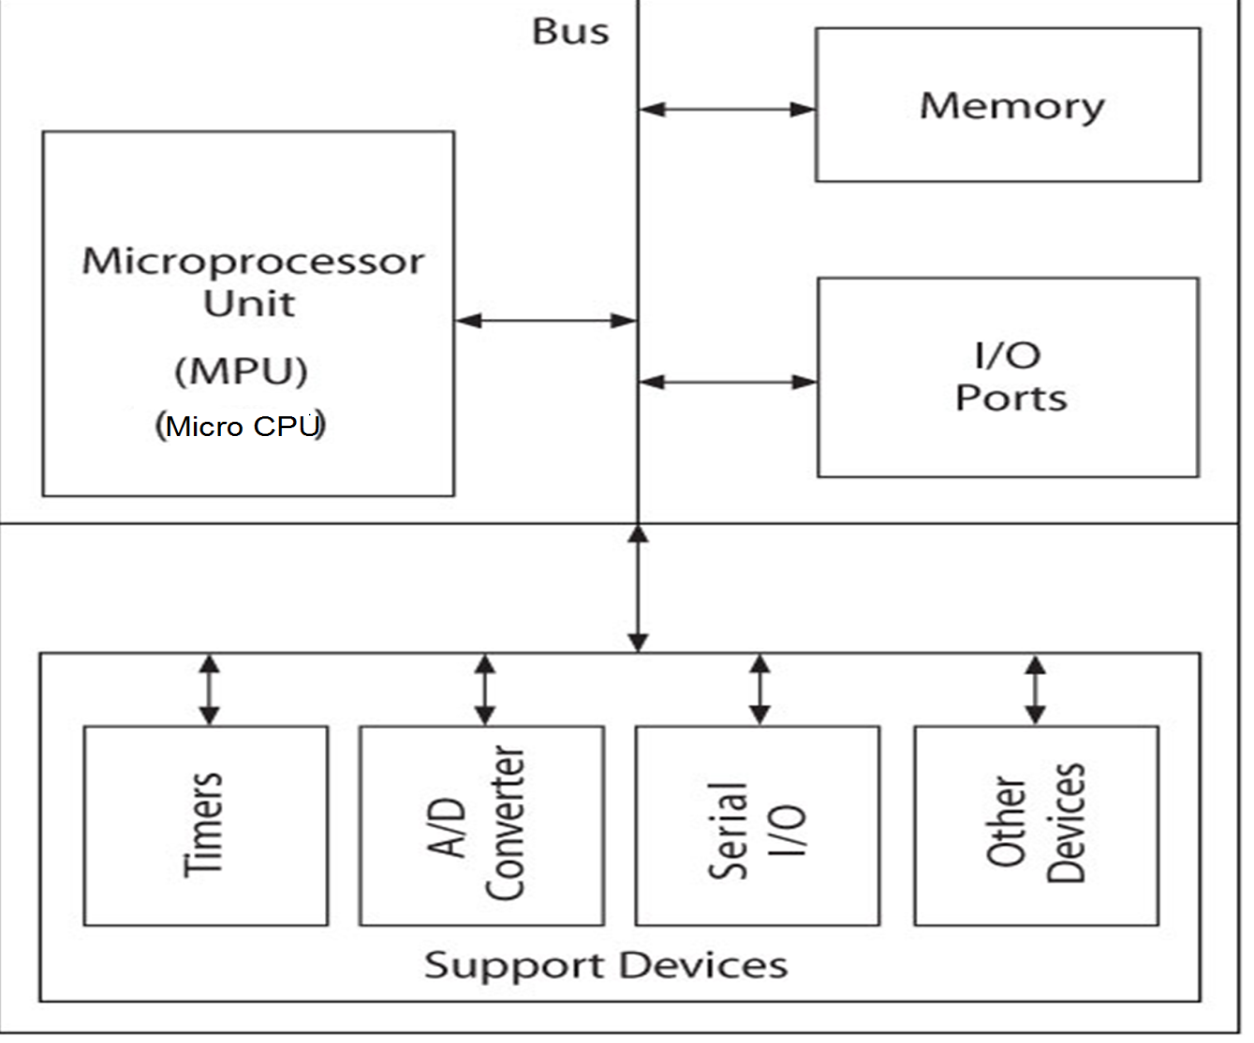 Bus
Memory
Microprocessor
Unit
(MPU)
(Micro CPU)
I/O
Ports
Timers
A/D
Converter
Serial
I/O
Other
Devices
Support Devices